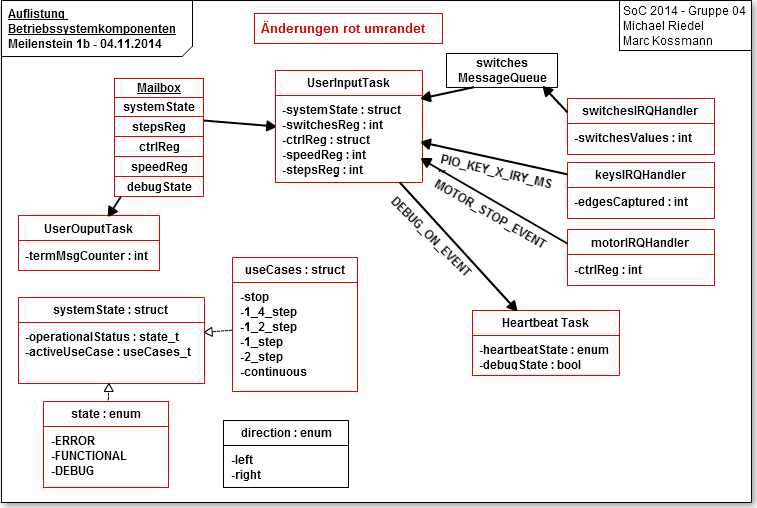 Auflistung
Betriebssystemkomponenten
Meilenstein 1b - 04.11.2014
Änderungen rot umrandet
SoC 2014 - Gruppe 04
Michael Riedel
Marc Kossmann
Mailbox
systemState
stepsReg
ctrlReg
speedReg
debugState
UserInputTask
-systemState : struct
-switchesReg : int
-ctrlReg : struct
-speedReg : int
-stepsReg : int
switches
MessageQueue
switchesIRQHandler
-switchesValues : int
keysIRQHandler
-edgesCaptured : int
motorIRQHandler
-ctrlReg : int
PIO_KEY_X_IRY_MS
MOTOR_STOP_EVENT
DEBUG_ON_EVENT
UserOuputTask
-termMsgCounter : int
systemState : struct
-operationalStatus : state_t
-activeUseCase : useCases_t
useCases : struct
-stop
-1_4_step
-1_2_step
-1_step
-2_step
-continuous
Heartbeat Task
-heartbeatState : enum
-debugState : bool
state : enum
-ERROR
-FUNCTIONAL
-DEBUG
direction : enum
-left
-right